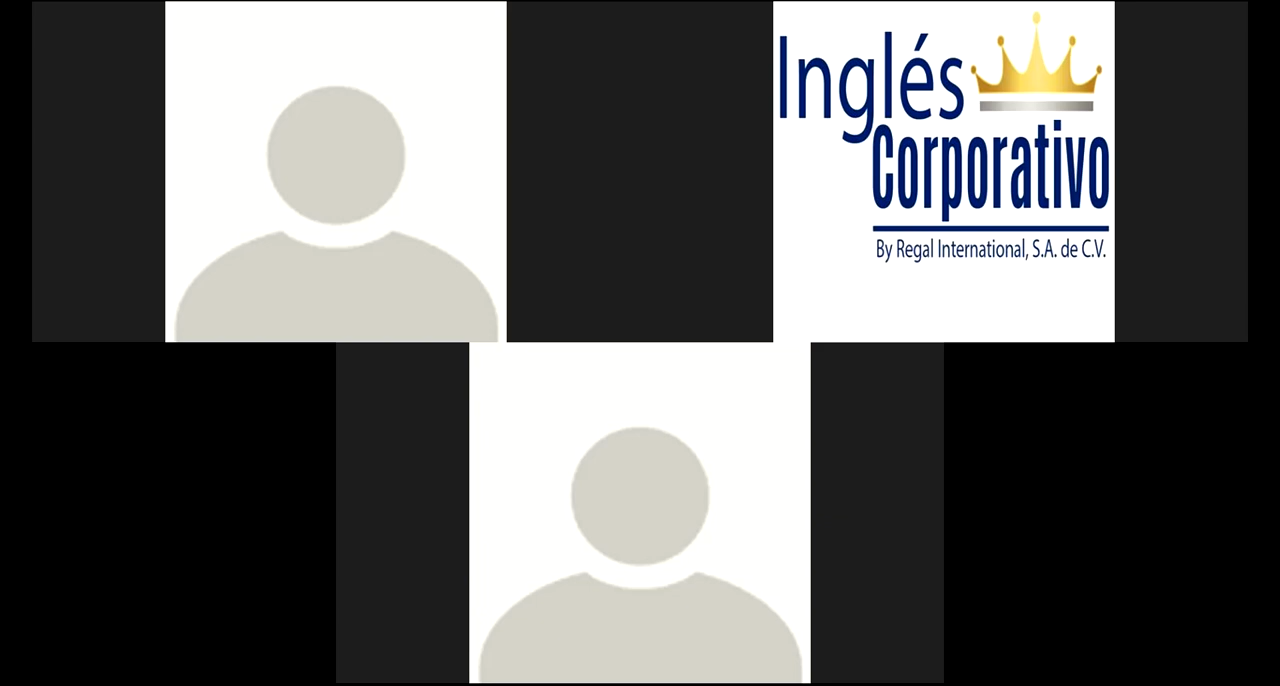 Inglés
Corporativo
By Regal International, S.A. de C.V.